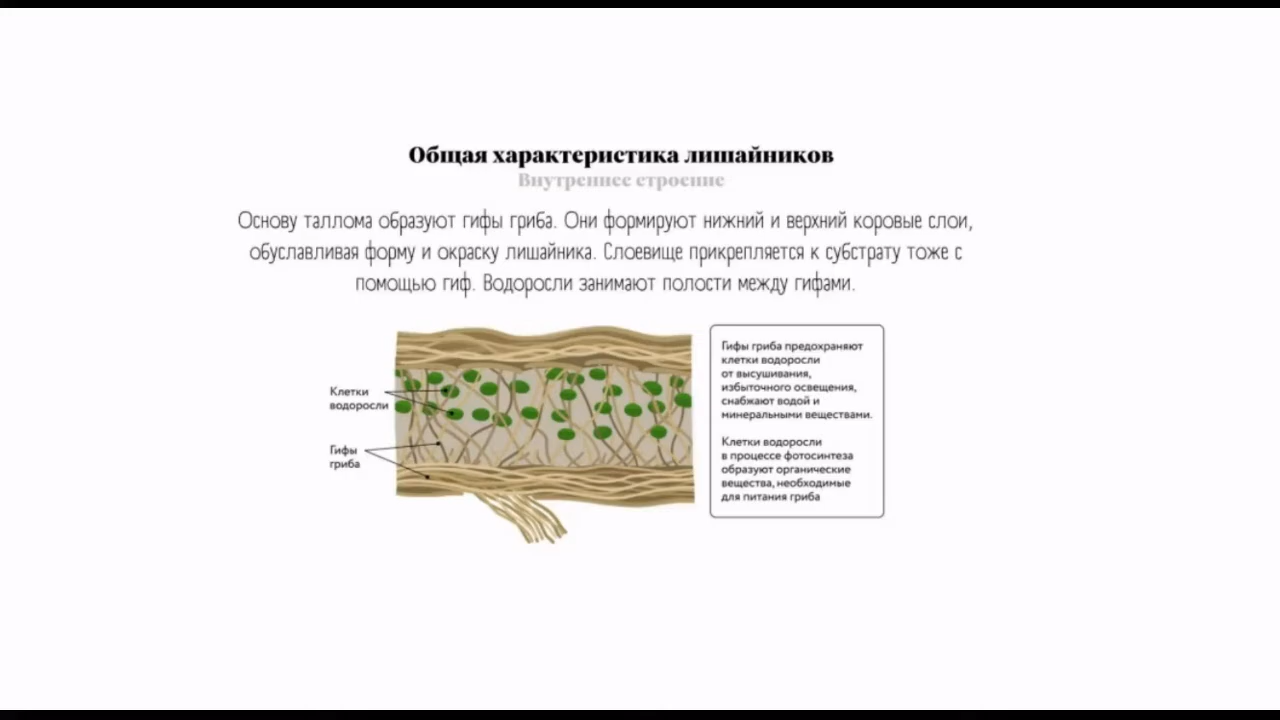 Общая характеристика лишайников
Внутреннее строение
Основу таллома образуют гифы гриба. Они формируют нижний и верхний коровые слои,
обуславливая форму и окраску лишайника. Слоевище прикрепляется к субстрату тоже с
помощью гиф. Водоросли занимают полости между гифами.
Клетки
водоросли
Гифы
гриба
Гифы гриба предохраняют
клетки водоросли
от высушивания,
избыточного освещения,
снабжают водой и
минеральными веществами.
Клетки водоросли
в процессе фотосинтеза
образуют органические
вещества, необходимые
для питания гриба